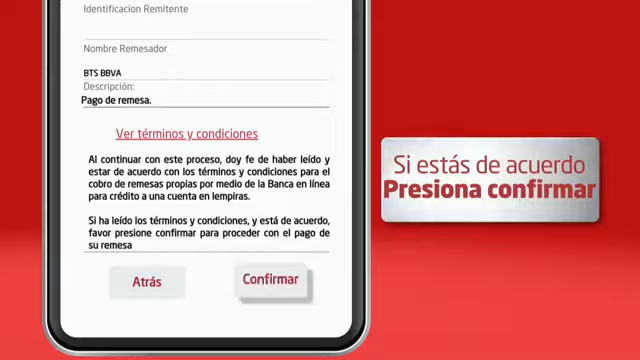 Identificacion Remitente
Nombre Remesador
BTS BBVA
Descripción:
Pago de remesa.
Ver términos y condiciones
Al continuar con este proceso, doy fe de haber leído y
estar de acuerdo con los términos y condiciones para el
cobro de remesas propias por medio de la Banca en línea
para crédito a una cuenta en lempiras.
Si ha leído los términos y condiciones, y está de acuerdo,
favor presione confirmar para proceder con el pago de
su remesa
Atrás
Confirmar
Si estás de acuerdo
Presiona confirmar